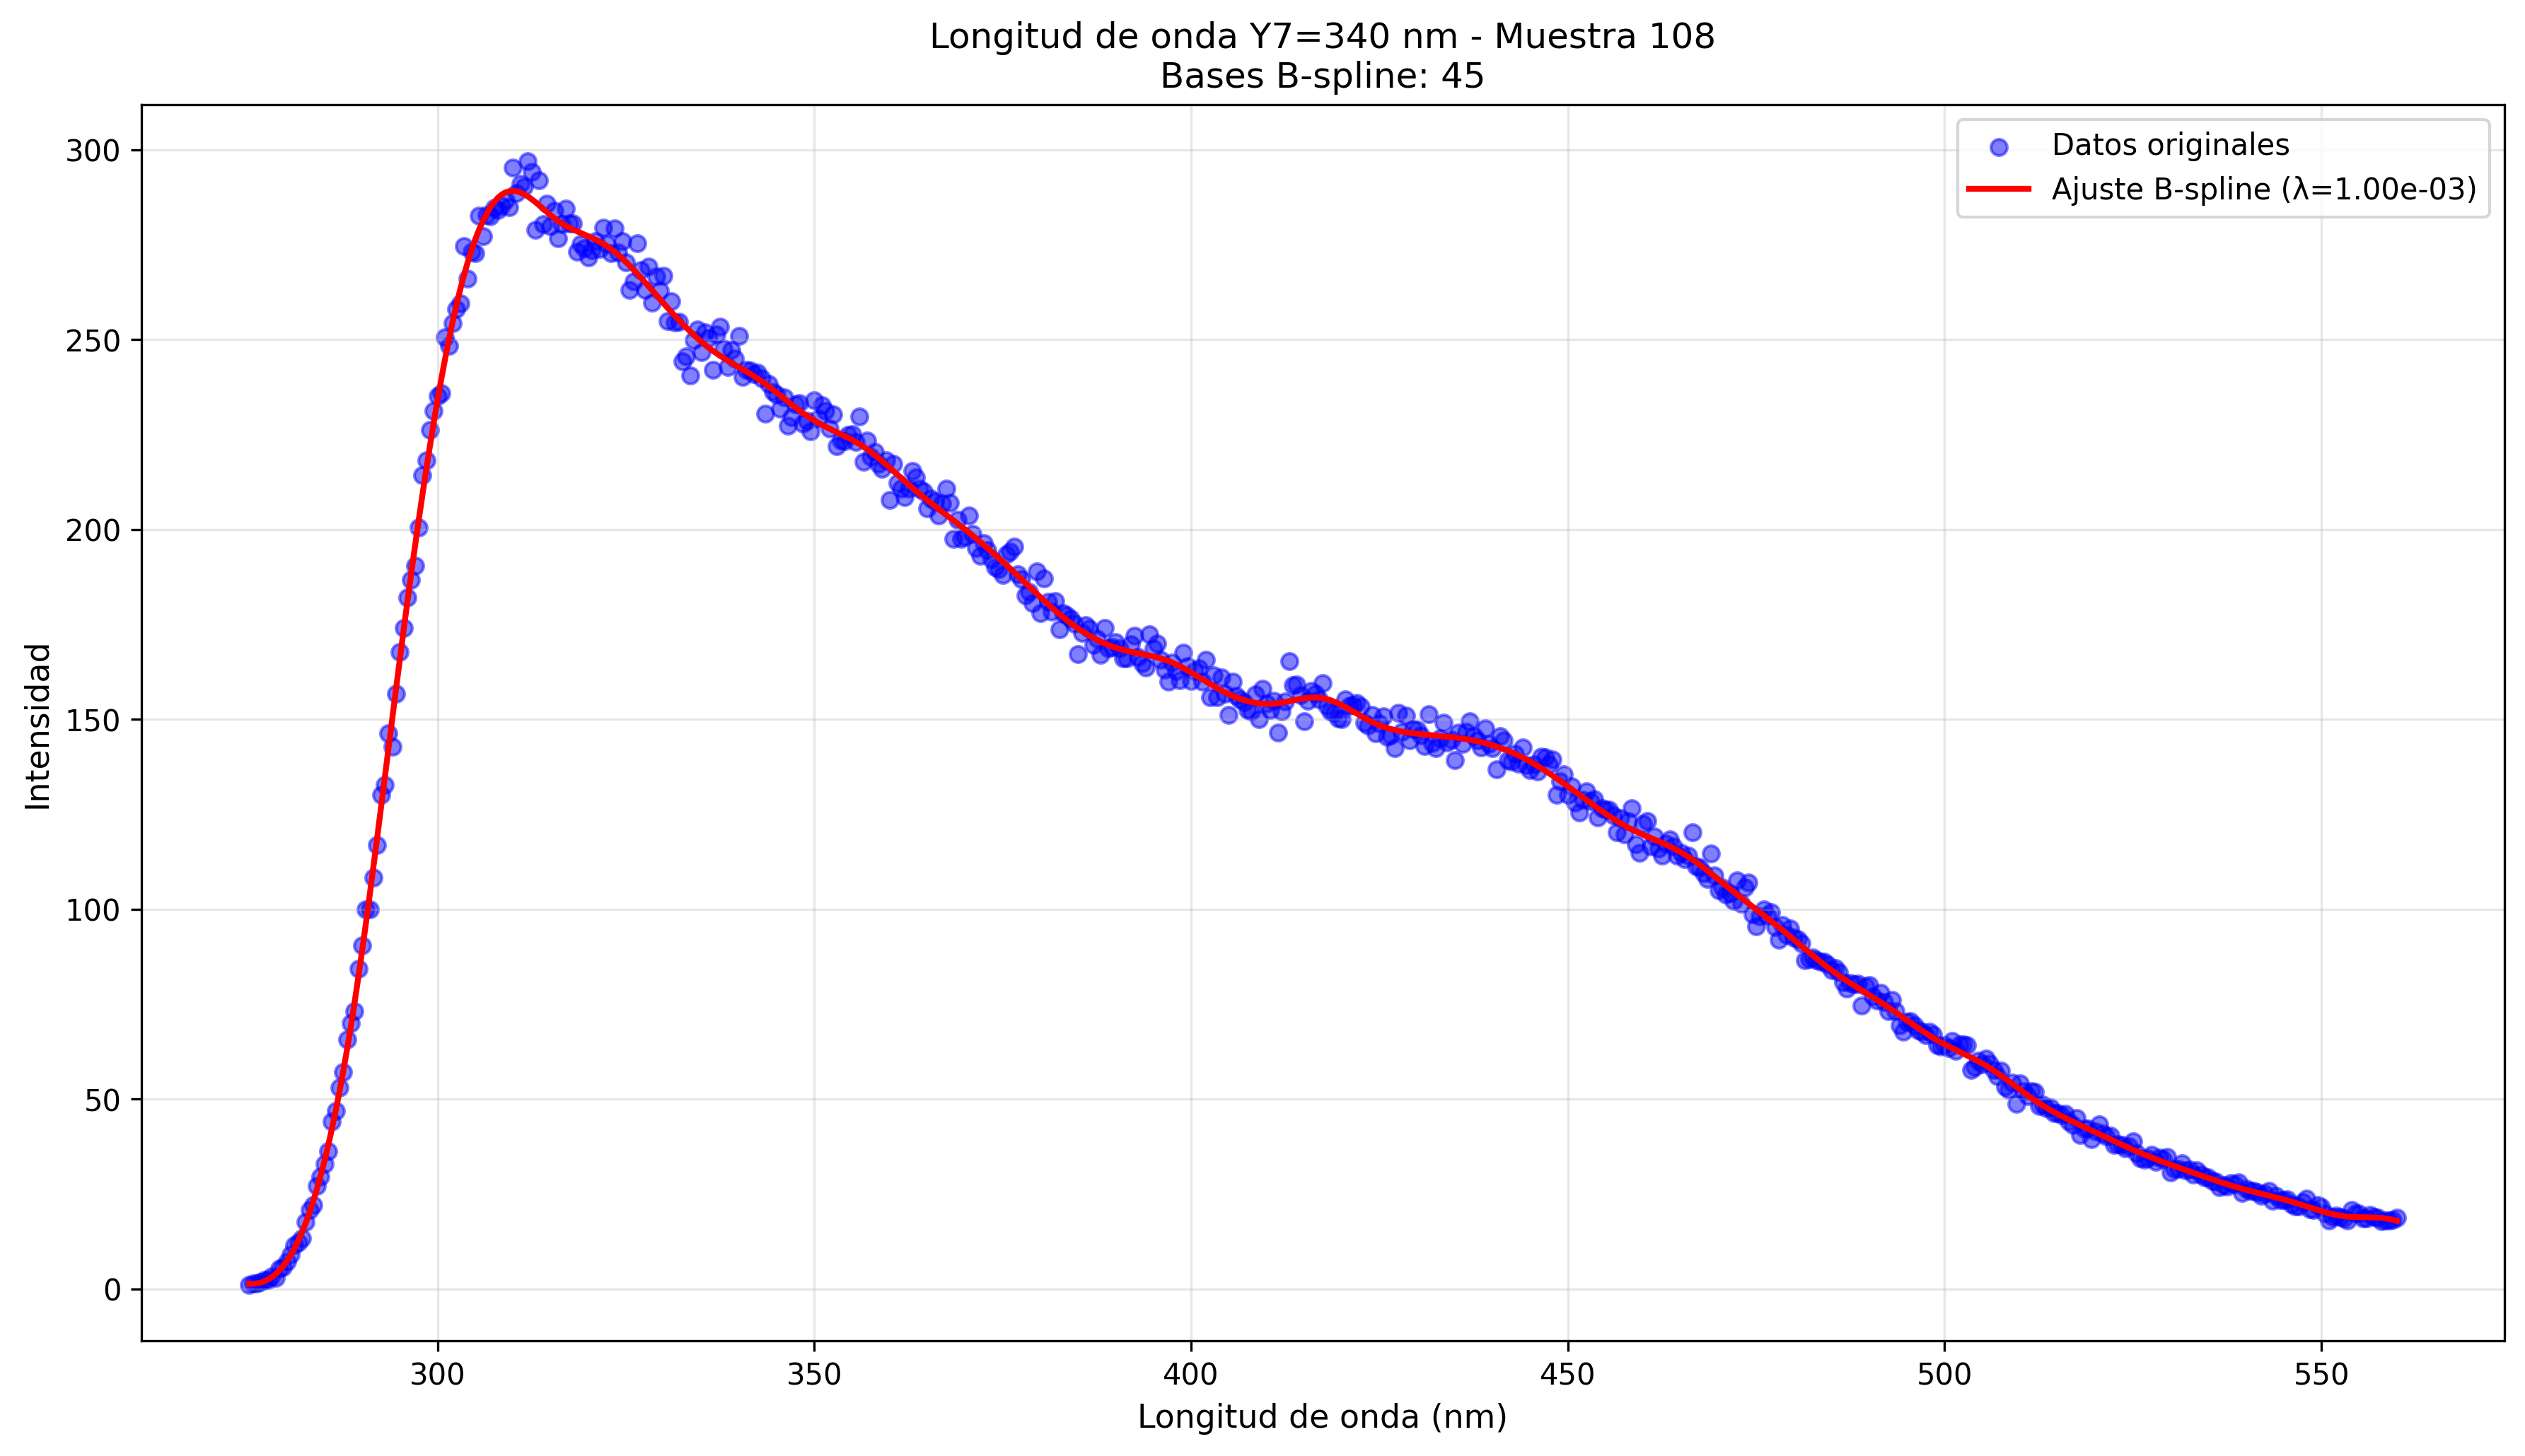 Longitud de onda Y7=340 nm - Muestra 108
Bases B-spline: 45
Datos originales
Ajuste B-spline (λ=1.00e-03)
Intensidad
300
250
200
150
100
50
0
300 350 400 450 500 550
Longitud de onda (nm)